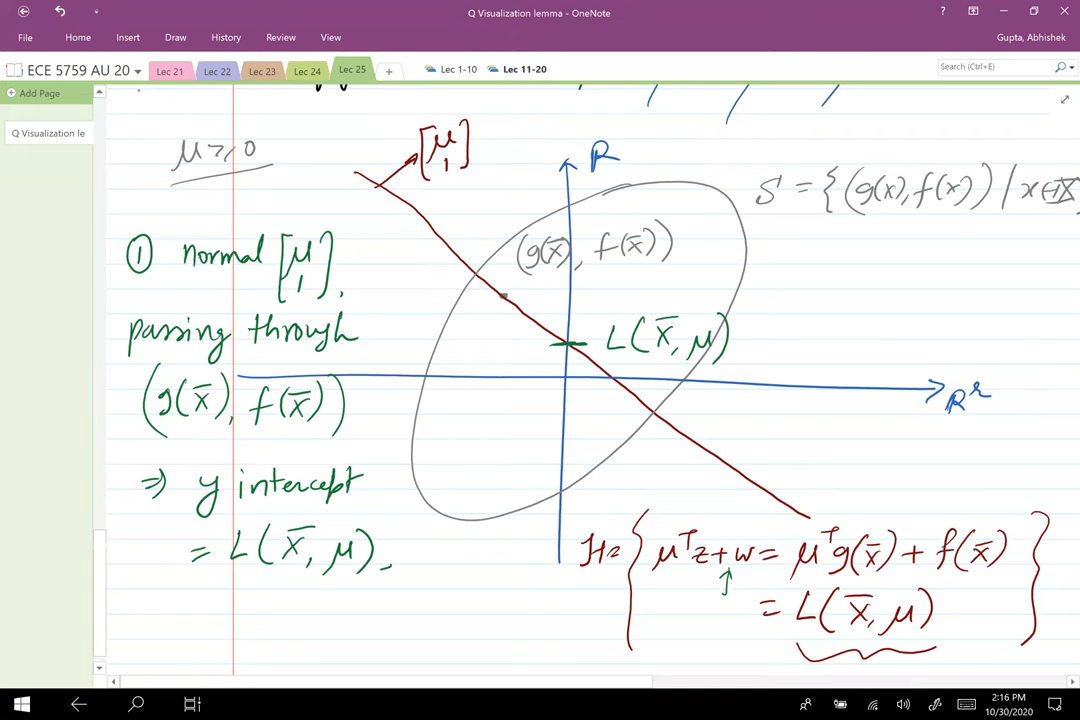 Q Visualization lemma - OneNote
?
Gupta, Abhishek
File Home Insert Draw History Review View
ECE 5759 AU 20
Lec 21 Lec 22 Lec 23 Lec 24 Lec 25 +
Lec 1-10 Lec 11-20
Search (Ctrl+E)
Add Page
Q Visualization le
μ ≥ 0
[μ 1]
R
S = {(g(x), f(x)) | x ∈ X
① normal [μ 1],
passing through
(g(x̄), f(x̄))
⇒ y intercept
= L(x̄, μ).
(g(x̄), f(x̄))
L(x̄, μ)
R^r
H = { μᵀz + w = μᵀg(x̄) + f(x̄)
= L(x̄, μ) }
2:16 PM
10/30/2020